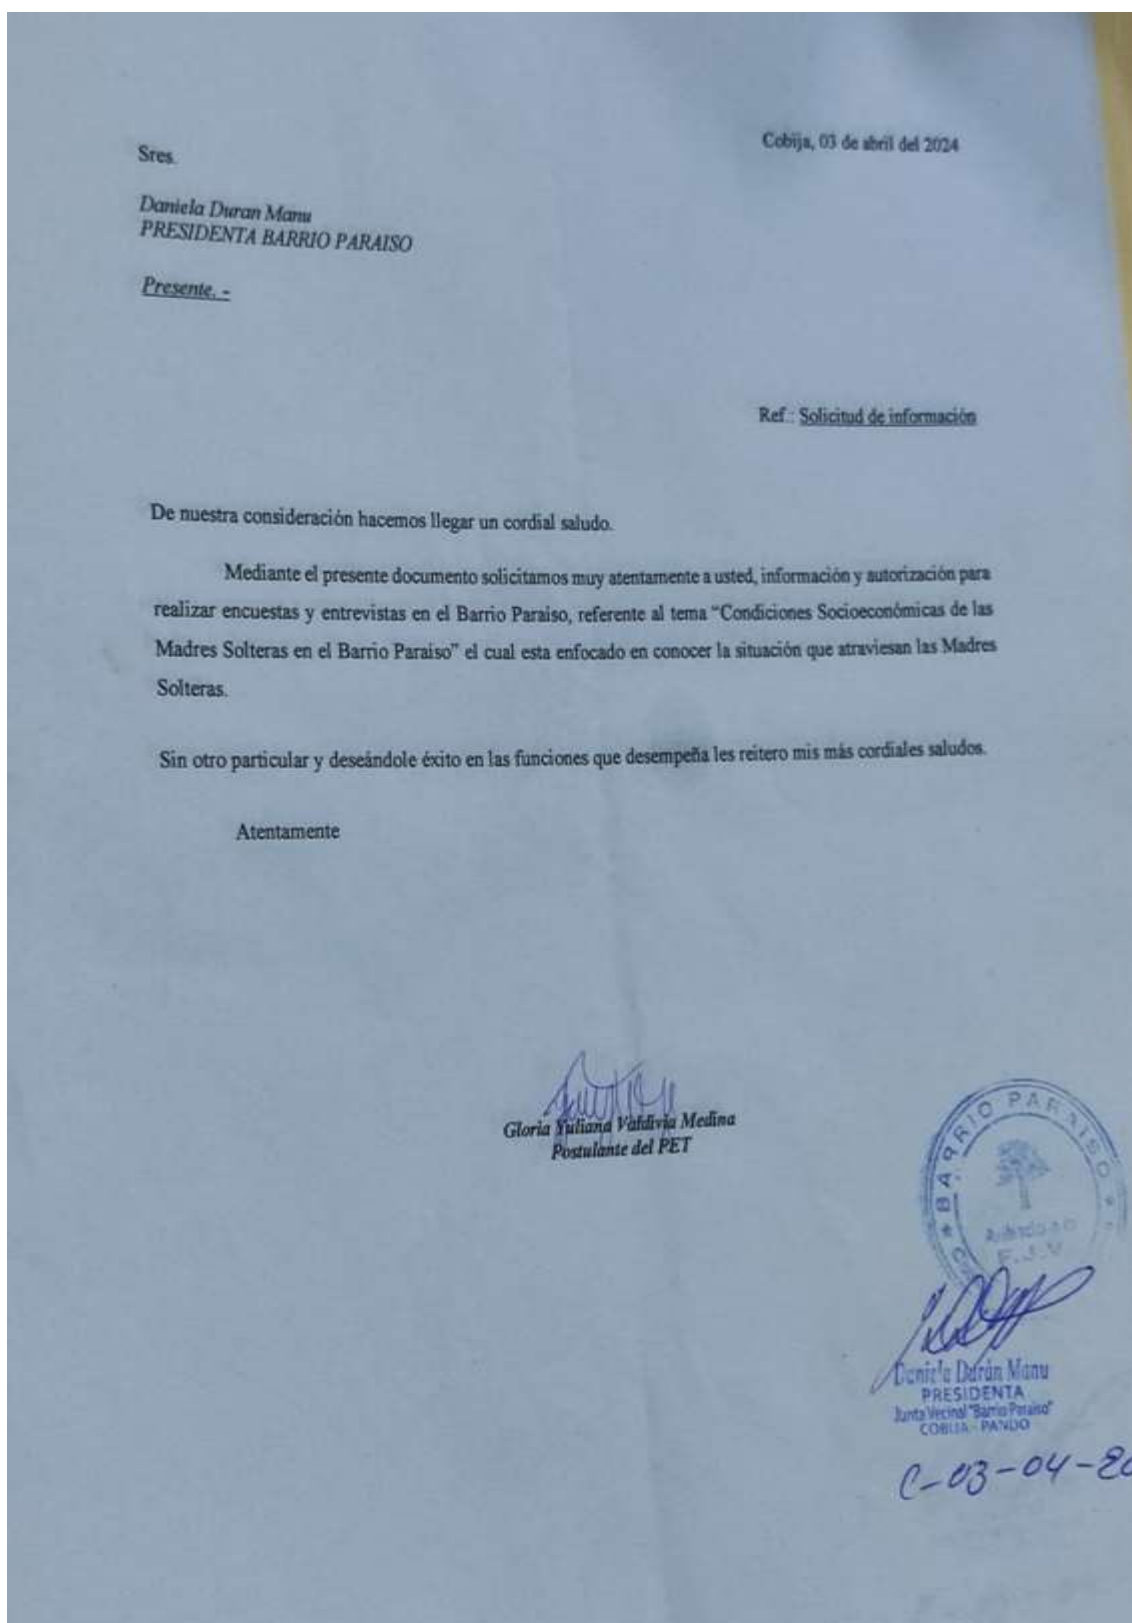 Cobija, 03 de abril del 2024
Sres.
Daniela Duran Manu
PRESIDENTA BARRIO PARAISO
Presente. -
Ref.: Solicitud de información
De nuestra consideración hacemos llegar un cordial saludo.
Mediante el presente documento solicitamos muy atentamente a usted, información y autorización para
realizar encuestas y entrevistas en el Barrio Paraiso, referente al tema “Condiciones Socioeconómicas de las
Madres Solteras en el Barrio Paraiso” el cual esta enfocado en conocer la situación que atraviesan las Madres
Solteras.
Sin otro particular y deseándole éxito en las funciones que desempeña les reitero mis más cordiales saludos.
Atentamente
Gloria Yuliana Valdivia Medina
Postulante del PET
BARRIO PARAISO
F.J.V
Daniela Durán Manu
PRESIDENTA
Junta Vecinal "Barrio Paraiso"
COBIJA - PANDO
C-03-04-20